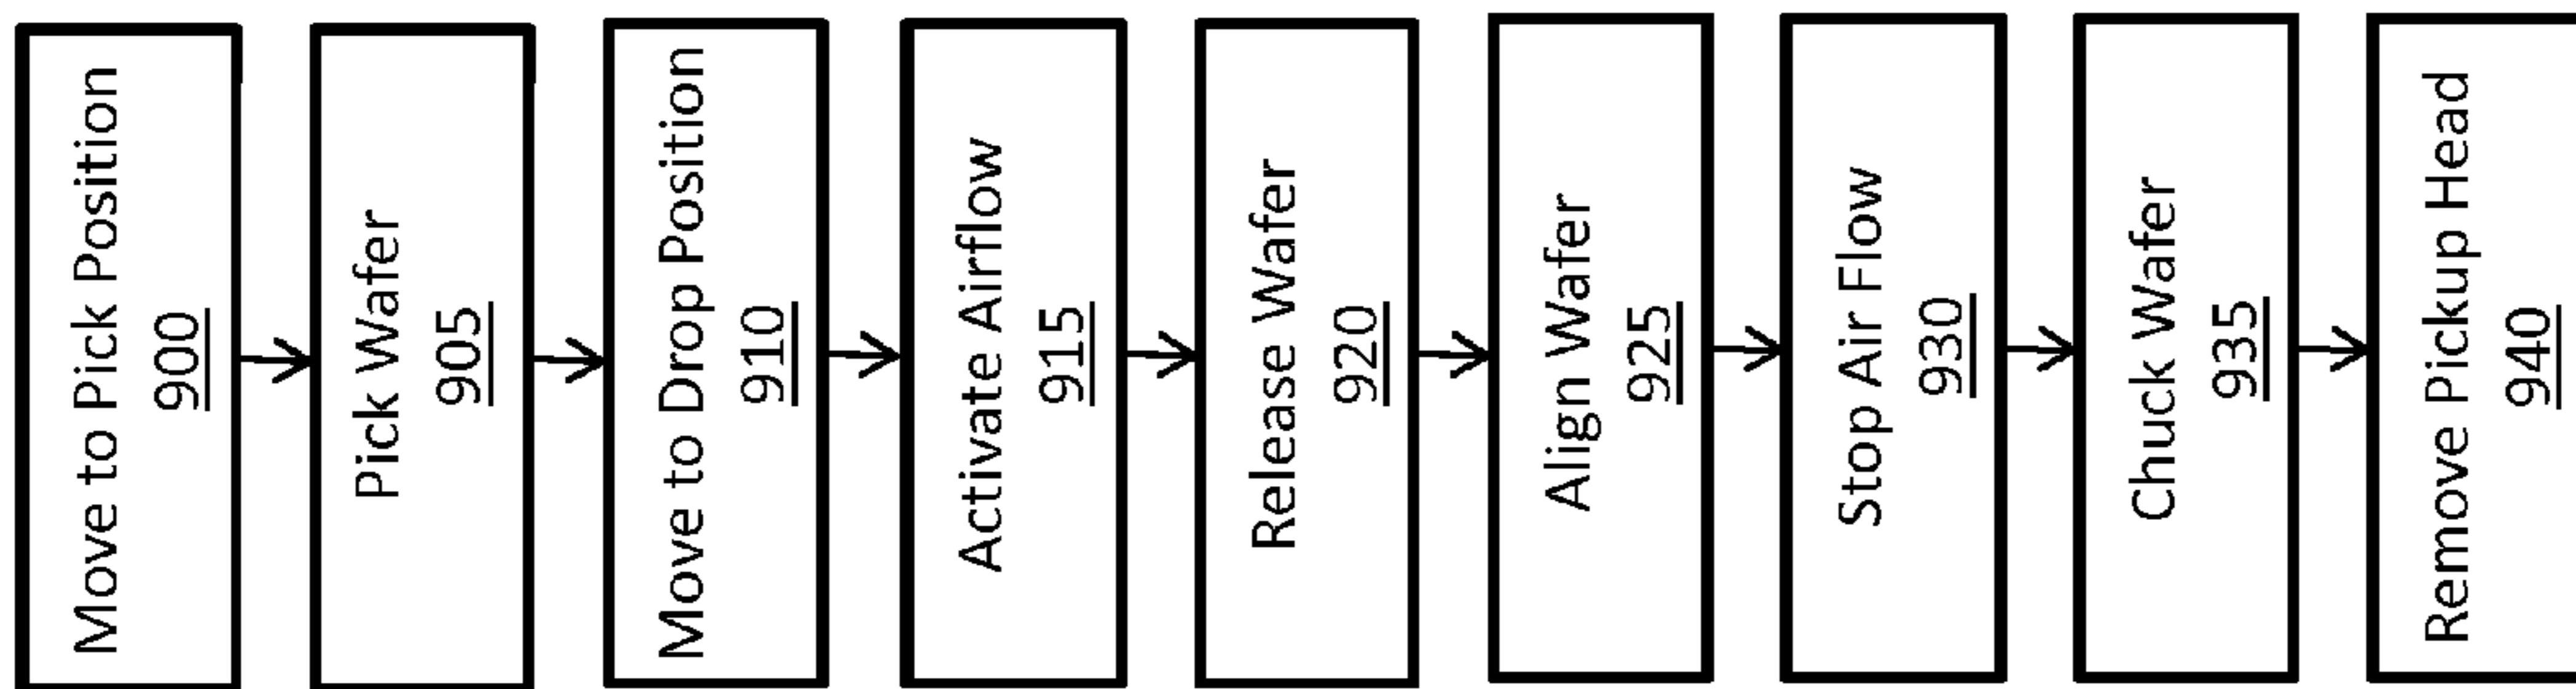 Move to Pick Position
900
Pick Wafer
905
Move to Drop Position
910
Activate Airflow
915
Release Wafer
920
Align Wafer
925
Stop Air Flow
930
Chuck Wafer
935
Remove Pickup Head
940